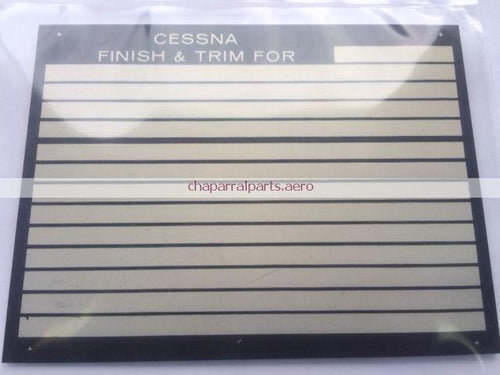 CESSNA
FINISH & TRIM FOR
chaparralparts.aero